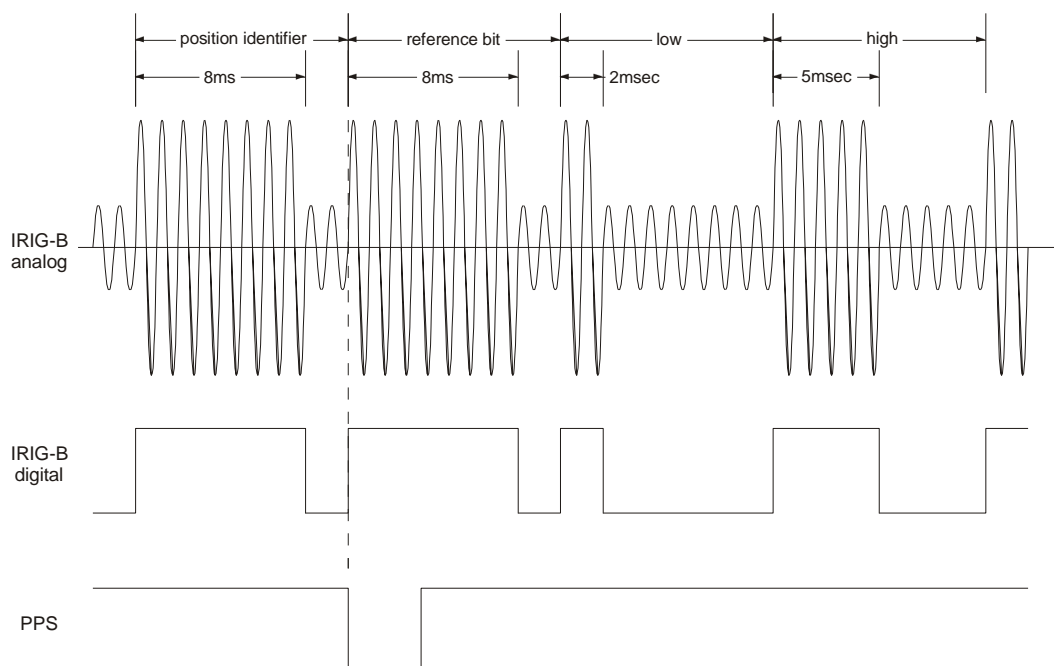 position identifier
reference bit
low
high
8ms
8ms
2msec
5msec
IRIG-B
analog
IRIG-B
digital
PPS